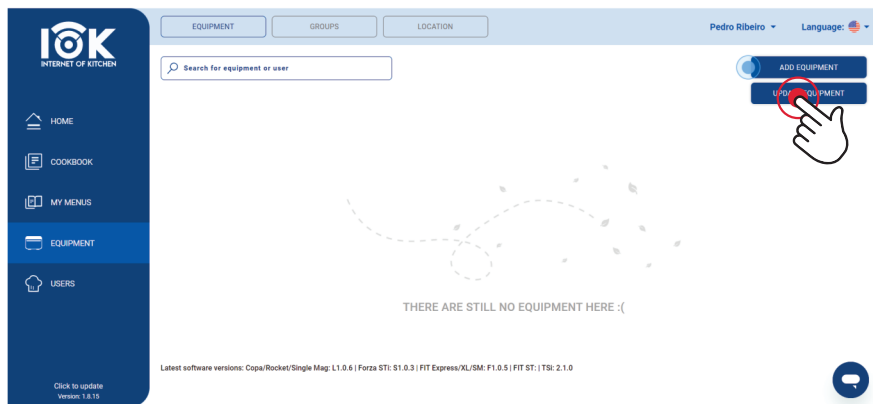 EQUIPMENT GROUPS LOCATION
Pedro Ribeiro Language:
IOK
INTERNET OF KITCHEN
Search for equipment or user
ADD EQUIPMENT
UPDATE EQUIPMENT
HOME
COOKBOOK
MY MENUS
EQUIPMENT
USERS
THERE ARE STILL NO EQUIPMENT HERE :(
Latest software versions: Copa/Rocket/Single Mag: L1.0.6 | Forza STi: S1.0.3 | FIT Express/XL/SM: F1.0.5 | FIT ST: | TSi: 2.1.0
Click to update
Version: 1.8.15